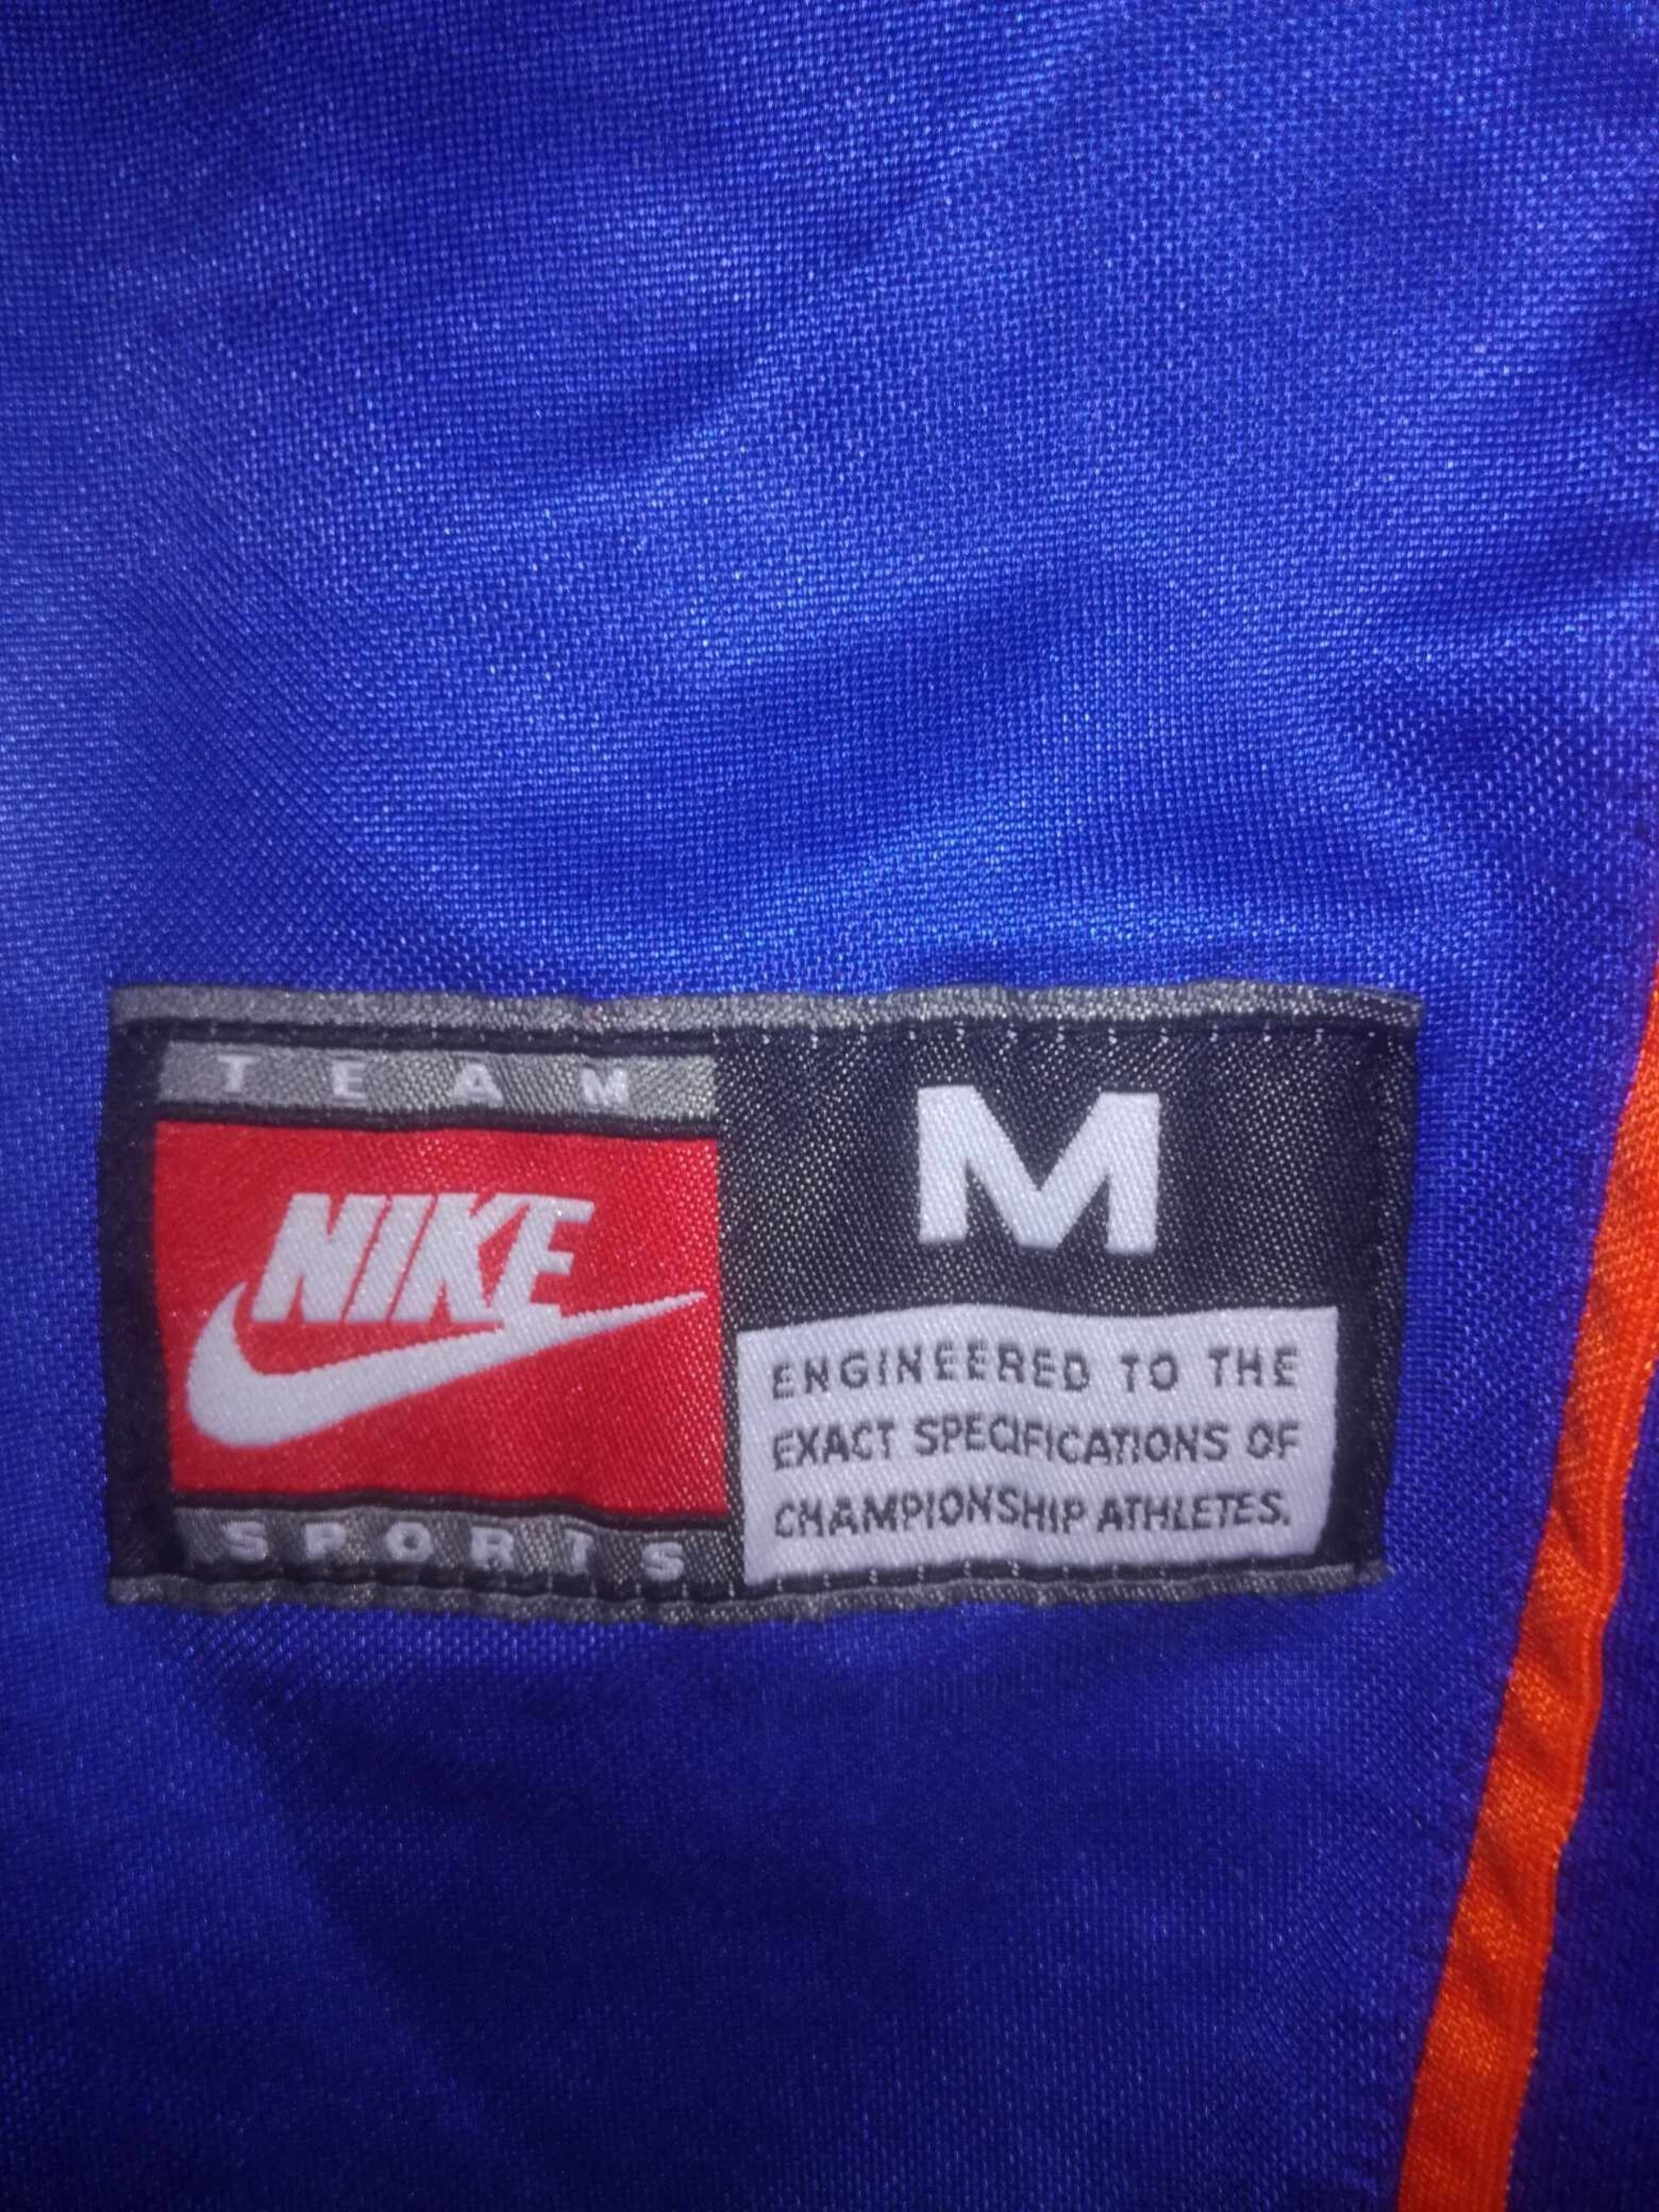 TEAM
NIKE
SPORTS
M
ENGINEERED TO THE
EXACT SPECIFICATIONS OF
CHAMPIONSHIP ATHLETES.